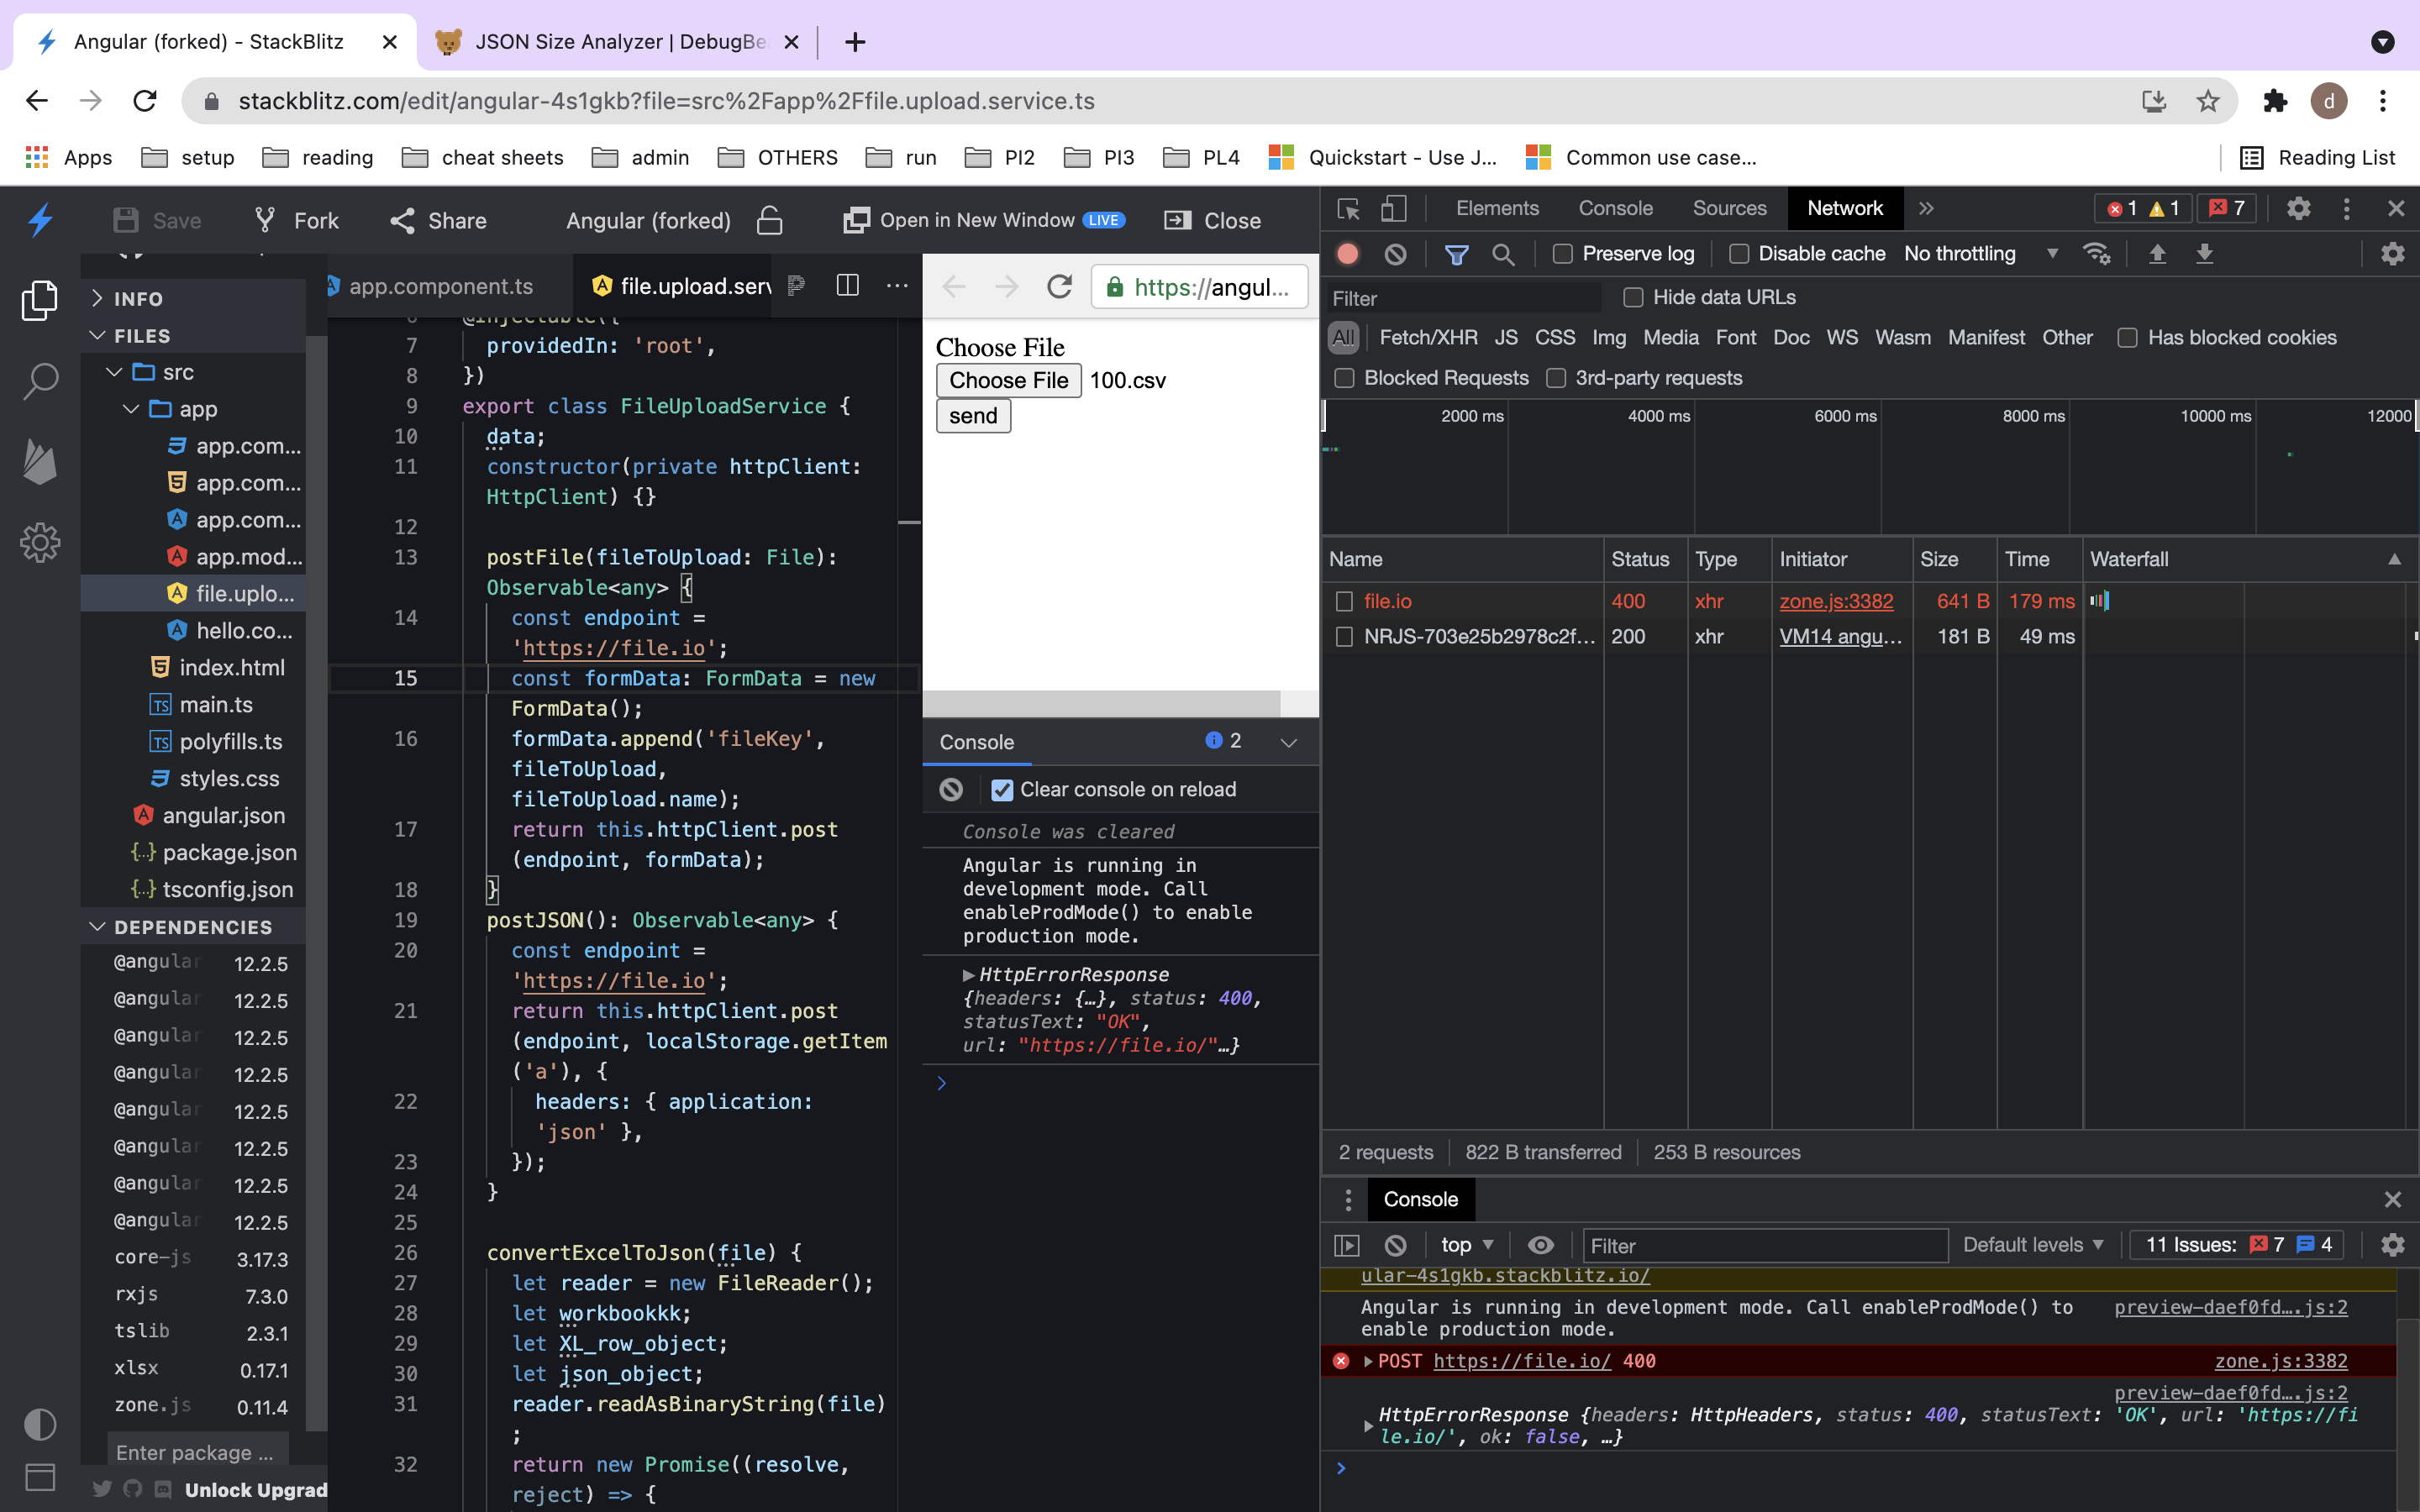 Angular (forked) - StackBlitz
JSON Size Analyzer | DebugBe
stackblitz.com/edit/angular-4s1gkb?file=src%2Fapp%2Ffile.upload.service.ts
d
Apps
setup
reading
cheat sheets
admin
OTHERS
run
PI2
PI3
PL4
Quickstart - Use J...
Common use case...
Reading List
Save
Fork
Share
Angular (forked)
Open in New Window LIVE
Close
INFO
FILES
src
app
app.com...
app.com...
app.com...
app.mod...
file.uplo...
hello.co...
index.html
main.ts
polyfills.ts
styles.css
angular.json
package.json
tsconfig.json
DEPENDENCIES
@angular 12.2.5
@angular 12.2.5
@angular 12.2.5
@angular 12.2.5
@angular 12.2.5
@angular 12.2.5
@angular 12.2.5
@angular 12.2.5
core-js 3.17.3
rxjs 7.3.0
tslib 2.3.1
xlsx 0.17.1
zone.js 0.11.4
Enter package ...
Unlock Upgrad
app.component.ts
file.upload.serv
6 @Injectable({
7 providedIn: 'root',
8 })
9 export class FileUploadService {
10 data;
11 constructor(private httpClient:
HttpClient) {}
12
13 postFile(fileToUpload: File):
Observable<any> {
14 const endpoint =
'https://file.io';
15 const formData: FormData = new
FormData();
16 formData.append('fileKey',
fileToUpload,
fileToUpload.name);
17 return this.httpClient.post
(endpoint, formData);
18 }
19 postJSON(): Observable<any> {
20 const endpoint =
'https://file.io';
21 return this.httpClient.post
(endpoint, localStorage.getItem
('a'), {
22 headers: { application:
'json' },
23 });
24 }
25
26 convertExcelToJson(file) {
27 let reader = new FileReader();
28 let workbookkk;
29 let XL_row_object;
30 let json_object;
31 reader.readAsBinaryString(file)
;
32 return new Promise((resolve,
reject) => {
https://angul...
Choose File
Choose File 100.csv
send
Console
2
Clear console on reload
Console was cleared
Angular is running in
development mode. Call
enableProdMode() to enable
production mode.
HttpErrorResponse
{headers: {…}, status: 400,
statusText: "OK",
url: "https://file.io/"…}
Elements
Console
Sources
Network
1 1
7
Preserve log
Disable cache
No throttling
Filter
Hide data URLs
All
Fetch/XHR
JS
CSS
Img
Media
Font
Doc
WS
Wasm
Manifest
Other
Has blocked cookies
Blocked Requests
3rd-party requests
2000 ms
4000 ms
6000 ms
8000 ms
10000 ms
12000
Name Status Type Initiator Size Time Waterfall
file.io 400 xhr zone.js:3382 641 B 179 ms
NRJS-703e25b2978c2f... 200 xhr VM14 angu... 181 B 49 ms
2 requests
822 B transferred
253 B resources
Console
top
Filter
Default levels
11 Issues: 7 4
ular-4s1gkb.stackblitz.io/
Angular is running in development mode. Call enableProdMode() to preview-daef0fd….js:2
enable production mode.
POST https://file.io/ 400 zone.js:3382
preview-daef0fd….js:2
HttpErrorResponse {headers: HttpHeaders, status: 400, statusText: 'OK', url: 'https://fi
le.io/', ok: false, …}